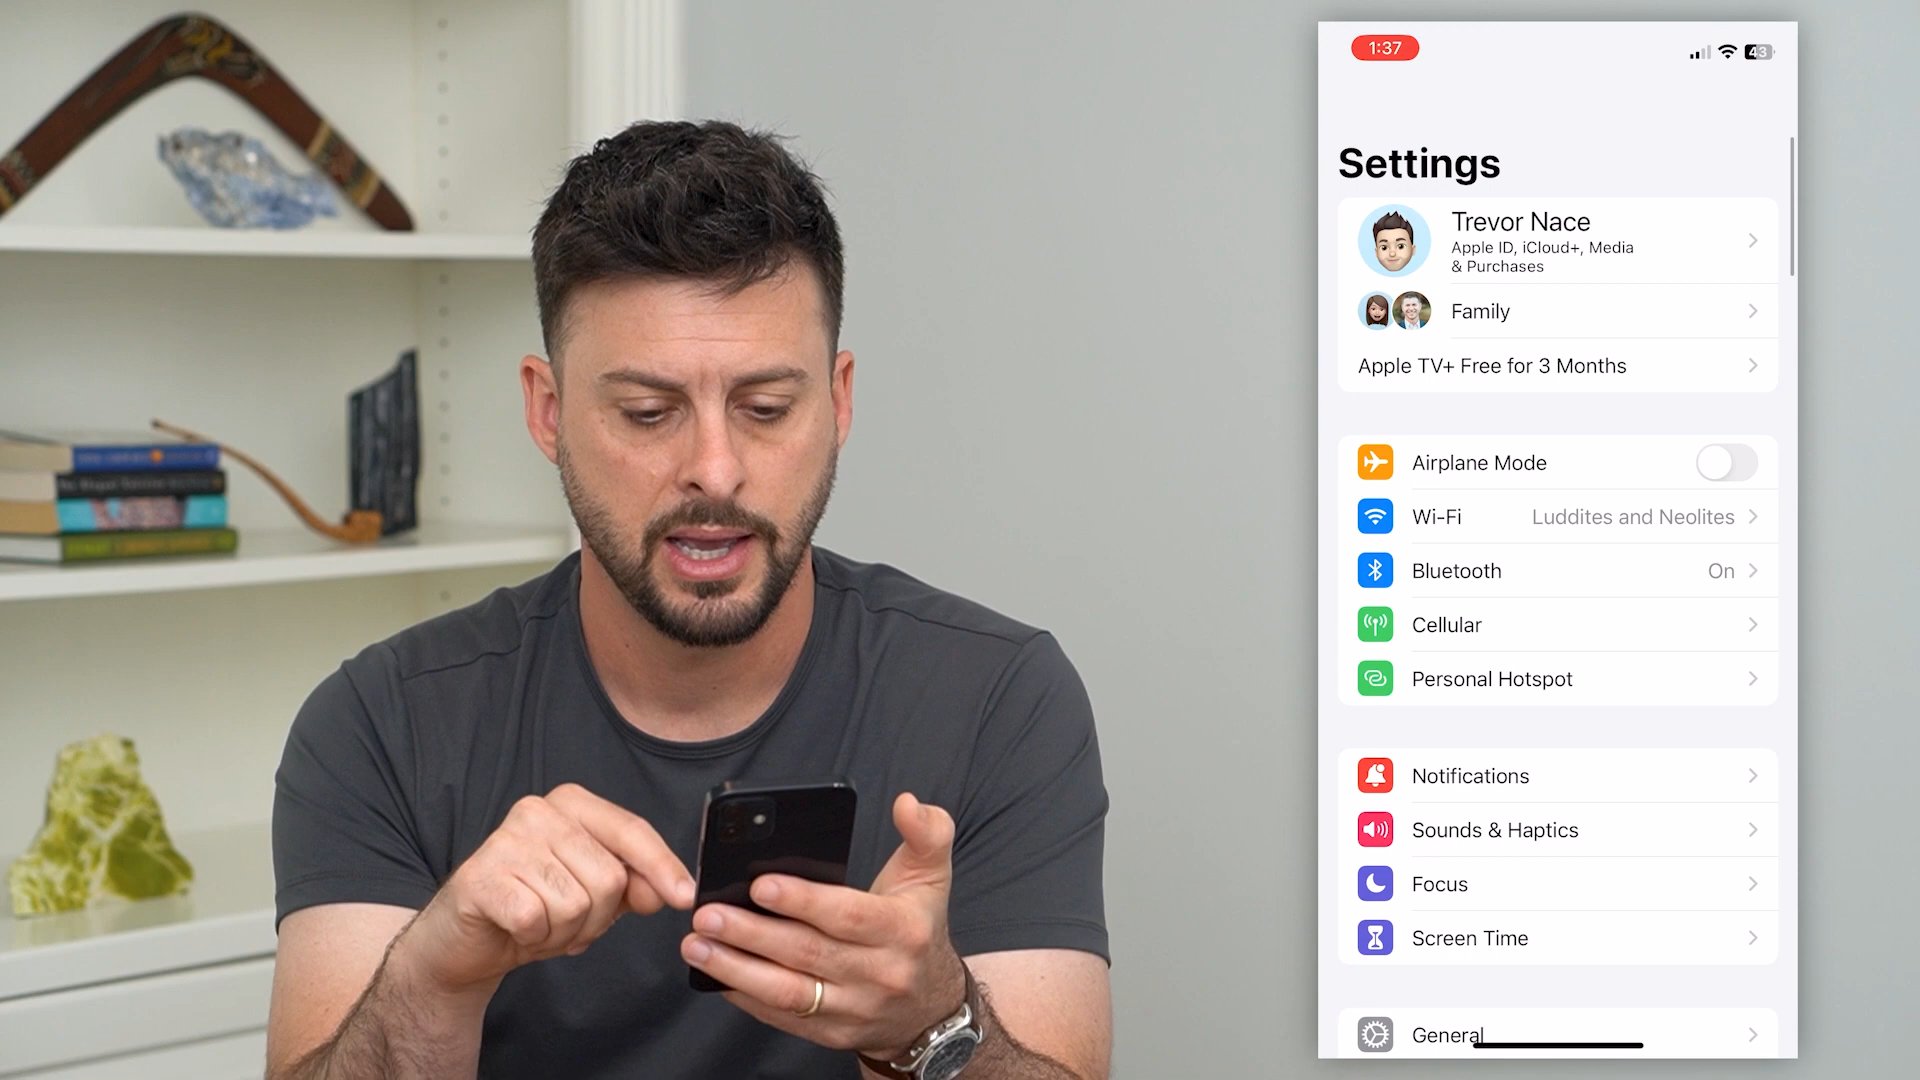 1:37
43
Settings
Trevor Nace
Apple ID, iCloud+, Media
& Purchases
Family
Apple TV+ Free for 3 Months
Airplane Mode
Wi-Fi Luddites and Neolites
Bluetooth On
Cellular
Personal Hotspot
Notifications
Sounds & Haptics
Focus
Screen Time
General